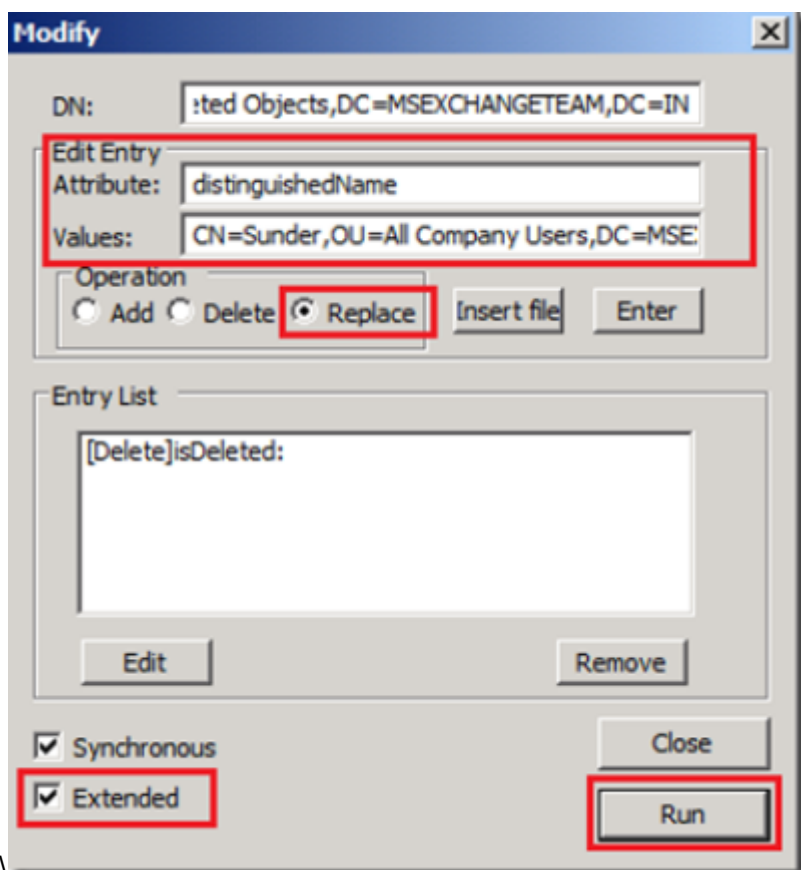 Modify
DN: :ted Objects,DC=MSEXCHANGETEAM,DC=IN
Edit Entry
Attribute: distinguishedName
Values: CN=Sunder,OU=All Company Users,DC=MSE
Operation
Add Delete Replace Insert file Enter
Entry List
[Delete]isDeleted:
Edit Remove
Synchronous Close
Extended Run
\